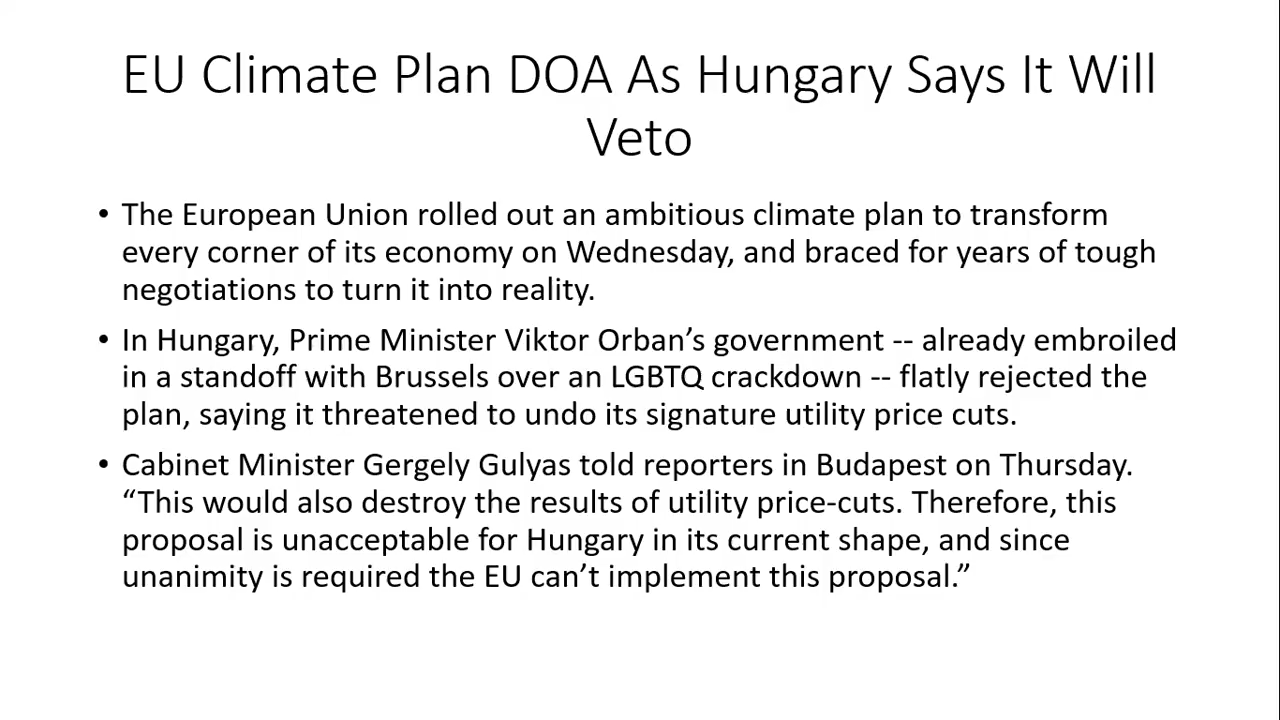 EU Climate Plan DOA As Hungary Says It Will
Veto
• The European Union rolled out an ambitious climate plan to transform
every corner of its economy on Wednesday, and braced for years of tough
negotiations to turn it into reality.
• In Hungary, Prime Minister Viktor Orban’s government -- already embroiled
in a standoff with Brussels over an LGBTQ crackdown -- flatly rejected the
plan, saying it threatened to undo its signature utility price cuts.
• Cabinet Minister Gergely Gulyas told reporters in Budapest on Thursday.
“This would also destroy the results of utility price-cuts. Therefore, this
proposal is unacceptable for Hungary in its current shape, and since
unanimity is required the EU can’t implement this proposal.”